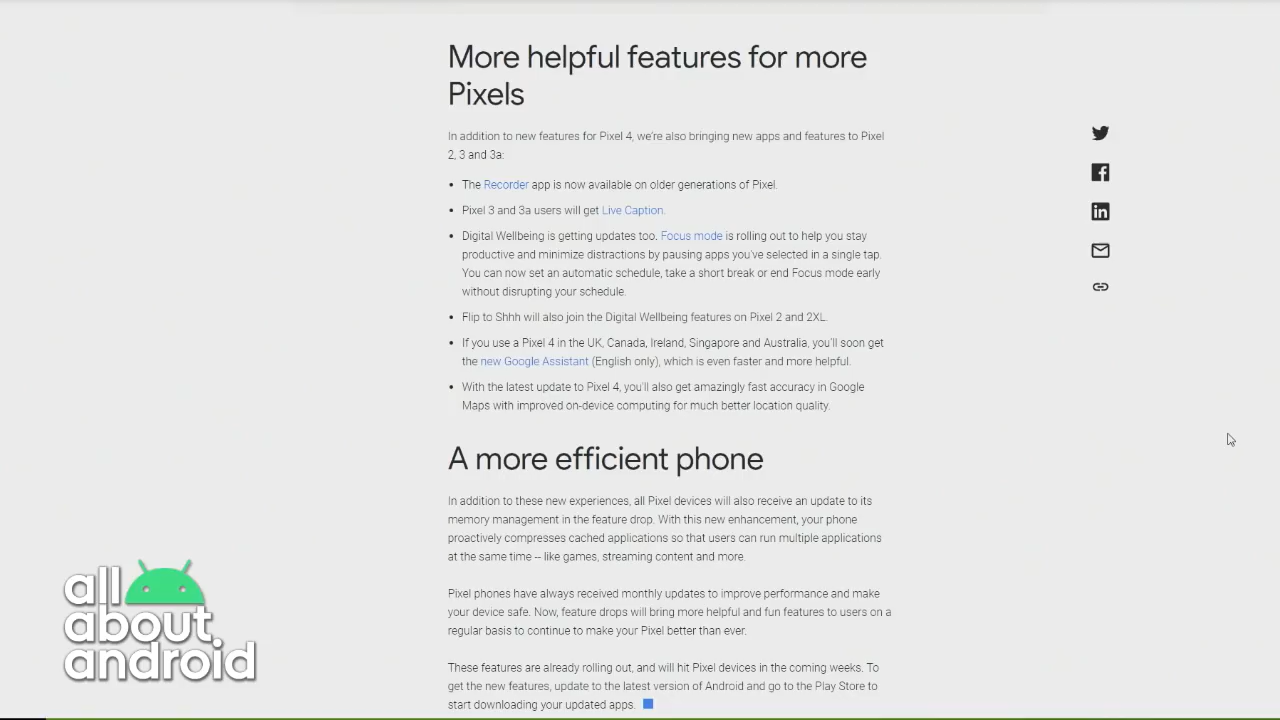 More helpful features for more
Pixels
In addition to new features for Pixel 4, we're also bringing new apps and features to Pixel
2, 3 and 3a:
• The Recorder app is now available on older generations of Pixel.
• Pixel 3 and 3a users will get Live Caption.
• Digital Wellbeing is getting updates too. Focus mode is rolling out to help you stay
productive and minimize distractions by pausing apps you've selected in a single tap.
You can now set an automatic schedule, take a short break or end Focus mode early
without disrupting your schedule.
• Flip to Shhh will also join the Digital Wellbeing features on Pixel 2 and 2XL.
• If you use a Pixel 4 in the UK, Canada, Ireland, Singapore and Australia, you'll soon get
the new Google Assistant (English only), which is even faster and more helpful.
• With the latest update to Pixel 4, you'll also get amazingly fast accuracy in Google
Maps with improved on-device computing for much better location quality.
A more efficient phone
In addition to these new experiences, all Pixel devices will also receive an update to its
memory management in the feature drop. With this new enhancement, your phone
proactively compresses cached applications so that users can run multiple applications
at the same time -- like games, streaming content and more.
Pixel phones have always received monthly updates to improve performance and make
your device safe. Now, feature drops will bring more helpful and fun features to users on a
regular basis to continue to make your Pixel better than ever.
These features are already rolling out, and will hit Pixel devices in the coming weeks. To
get the new features, update to the latest version of Android and go to the Play Store to
start downloading your updated apps.
all
about
android